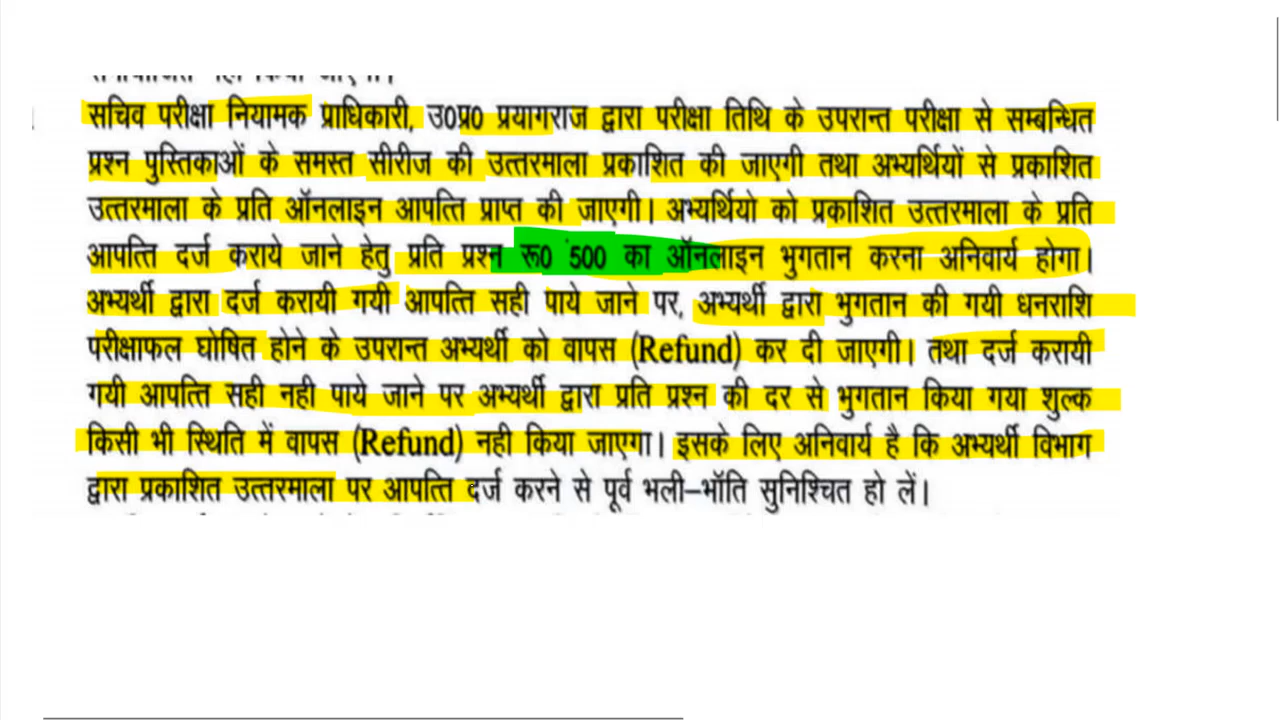 सचिव परीक्षा नियामक प्राधिकारी, उ0प्र0 प्रयागराज द्वारा परीक्षा तिथि के उपरान्त परीक्षा से सम्बन्धित
प्रश्न पुस्तिकाओं के समस्त सीरीज की उत्तरमाला प्रकाशित की जाएगी तथा अभ्यर्थियों से प्रकाशित
उत्तरमाला के प्रति ऑनलाइन आपत्ति प्राप्त की जाएगी। अभ्यर्थियो को प्रकाशित उत्तरमाला के प्रति
आपत्ति दर्ज कराये जाने हेतु प्रति प्रश्न रू0 500 का ऑनलाइन भुगतान करना अनिवार्य होगा।
अभ्यर्थी द्वारा दर्ज करायी गयी आपत्ति सही पाये जाने पर, अभ्यर्थी द्वारा भुगतान की गयी धनराशि
परीक्षाफल घोषित होने के उपरान्त अभ्यर्थी को वापस (Refund) कर दी जाएगी। तथा दर्ज करायी
गयी आपत्ति सही नही पाये जाने पर अभ्यर्थी द्वारा प्रति प्रश्न की दर से भुगतान किया गया शुल्क
किसी भी स्थिति में वापस (Refund) नही किया जाएगा। इसके लिए अनिवार्य है कि अभ्यर्थी विभाग
द्वारा प्रकाशित उत्तरमाला पर आपत्ति दर्ज करने से पूर्व भली–भॉति सुनिश्चित हो लें।